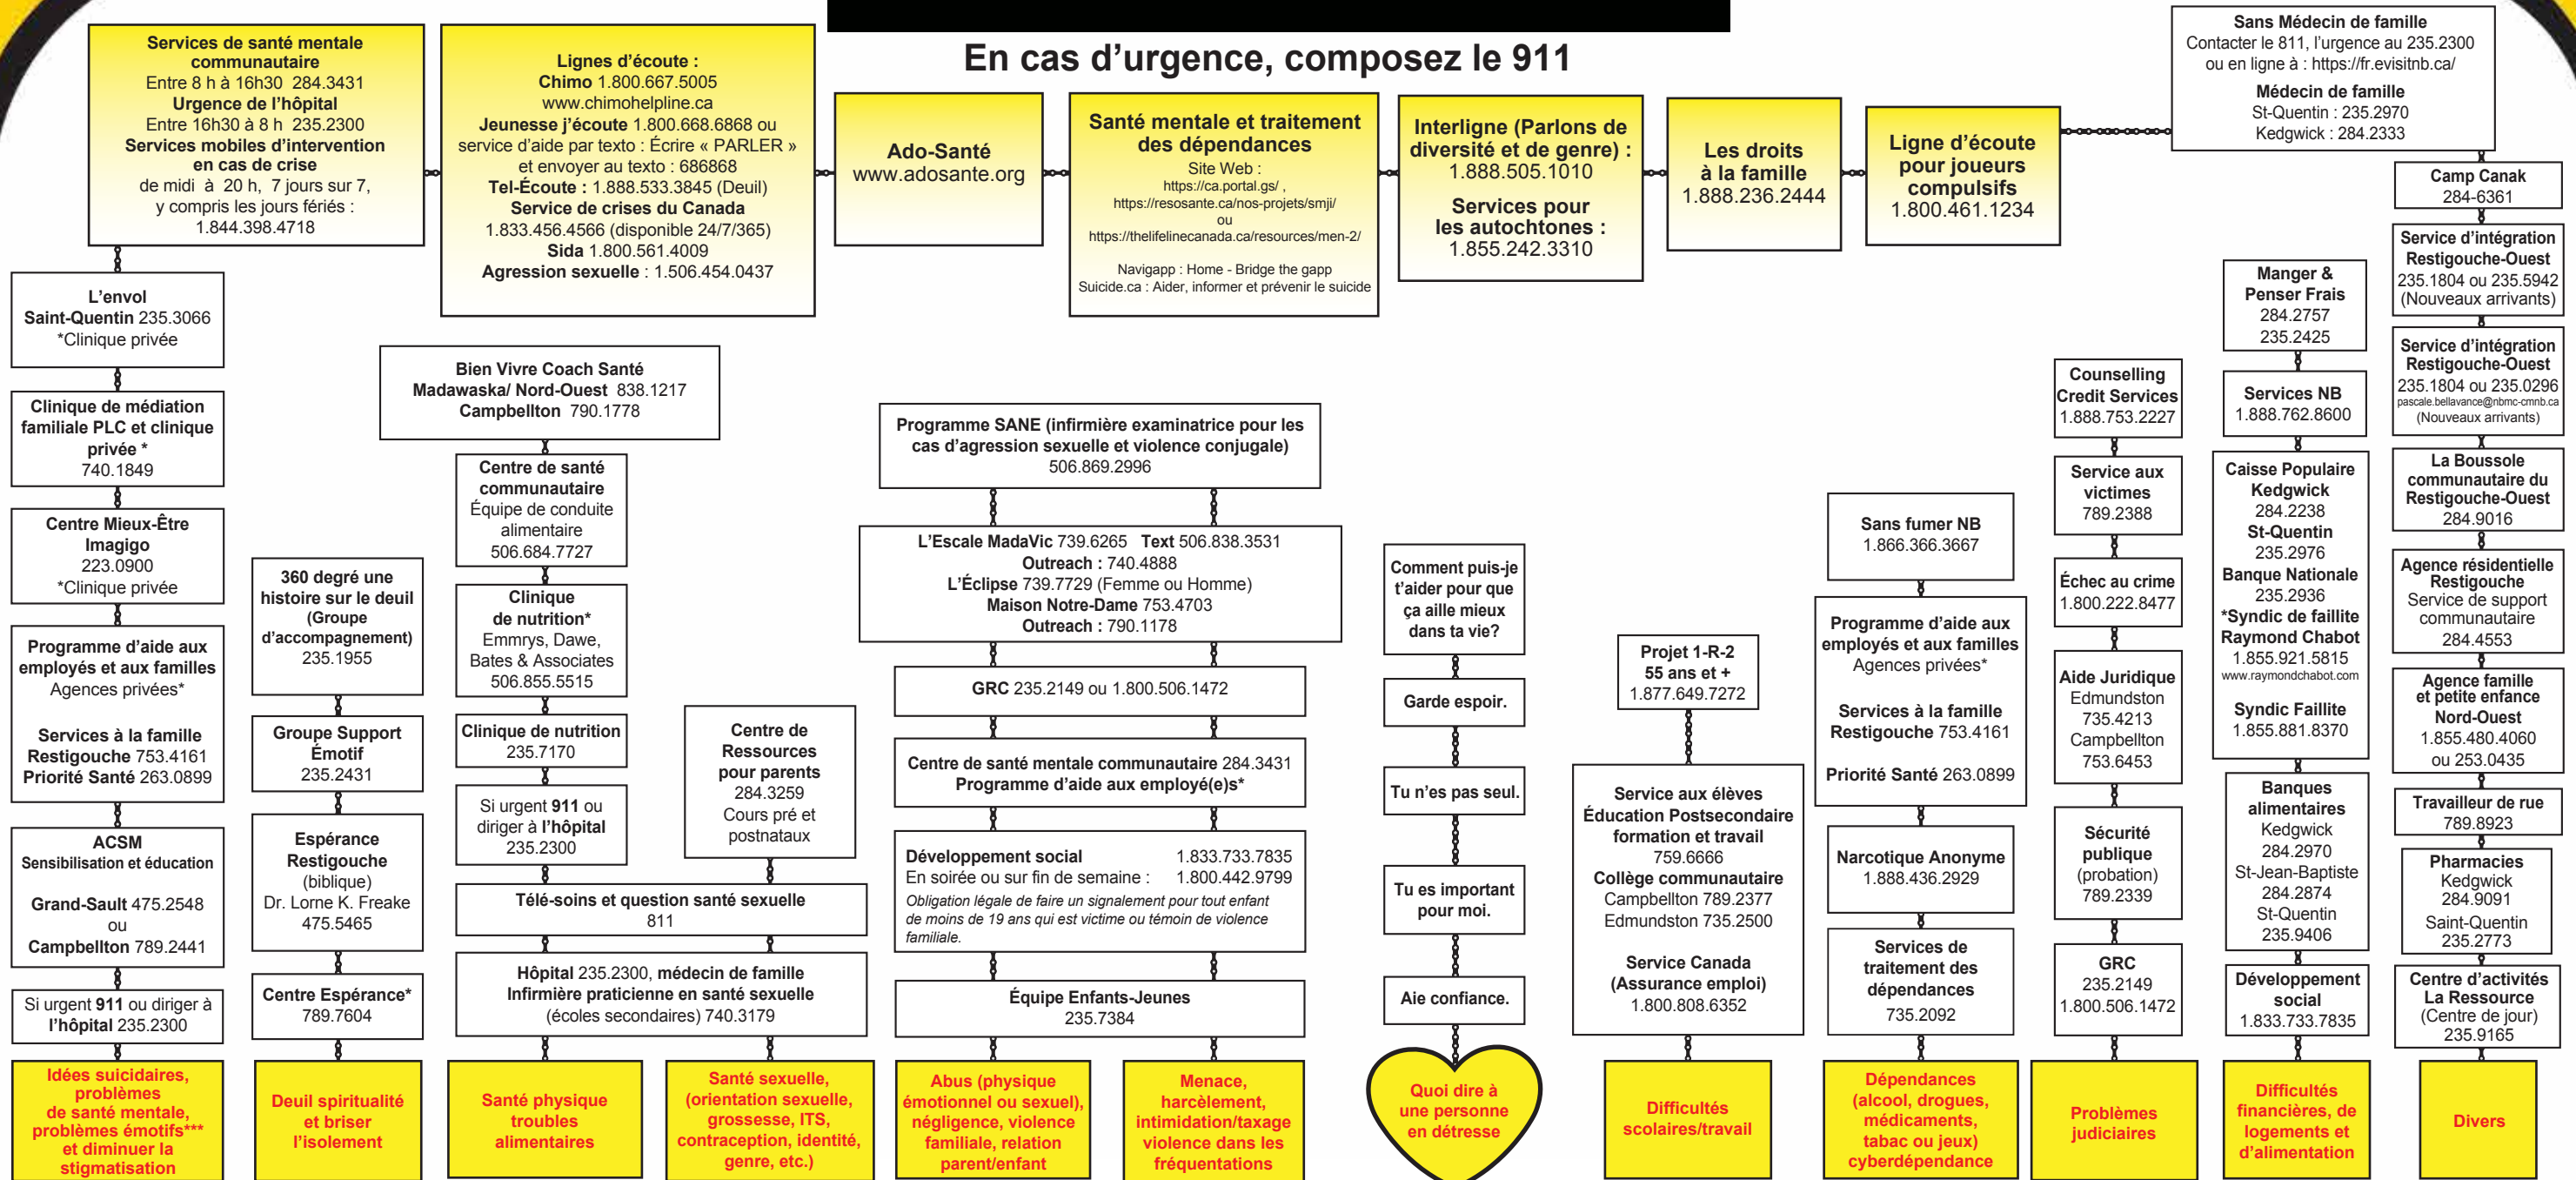 En cas d'urgence, composez le 911
Services de santé mentale
communautaire
Entre 8 h à 16h30 284.3431
Urgence de l'hôpital
Entre 16h30 à 8 h 235.2300
Services mobiles d'intervention
en cas de crise
de midi à 20 h, 7 jours sur 7,
y compris les jours fériés :
1.844.398.4718
Lignes d'écoute :
Chimo 1.800.667.5005
www.chimohelpline.ca
Jeunesse j'écoute 1.800.668.6868 ou
service d'aide par texto : Écrire « PARLER »
et envoyer au texto : 686868
Tel-Écoute : 1.888.533.3845 (Deuil)
Service de crises du Canada
1.833.456.4566 (disponible 24/7/365)
Sida 1.800.561.4009
Agression sexuelle : 1.506.454.0437
Ado-Santé
www.adosante.org
Santé mentale et traitement
des dépendances
Site Web :
https://ca.portal.gs/ ,
https://resosante.ca/nos-projets/smji/
ou
https://thelifelinecanada.ca/resources/men-2/
Navigapp : Home - Bridge the gapp
Suicide.ca : Aider, informer et prévenir le suicide
Interligne (Parlons de
diversité et de genre) :
1.888.505.1010
Services pour
les autochtones :
1.855.242.3310
Les droits
à la famille
1.888.236.2444
Ligne d'écoute
pour joueurs
compulsifs
1.800.461.1234
Sans Médecin de famille
Contacter le 811, l'urgence au 235.2300
ou en ligne à : https://fr.evisitnb.ca/
Médecin de famille
St-Quentin : 235.2970
Kedgwick : 284.2333
L'envol
Saint-Quentin 235.3066
*Clinique privée
Clinique de médiation
familiale PLC et clinique
privée *
740.1849
Centre Mieux-Être
Imagigo
223.0900
*Clinique privée
Programme d'aide aux
employés et aux familles
Agences privées*
Services à la famille
Restigouche 753.4161
Priorité Santé 263.0899
ACSM
Sensibilisation et éducation
Grand-Sault 475.2548
ou
Campbellton 789.2441
Si urgent 911 ou diriger à
l'hôpital 235.2300
Idées suicidaires,
problèmes
de santé mentale,
problèmes émotifs***
et diminuer la
stigmatisation
360 degré une
histoire sur le deuil
(Groupe
d'accompagnement)
235.1955
Groupe Support
Émotif
235.2431
Espérance
Restigouche
(biblique)
Dr. Lorne K. Freake
475.5465
Centre Espérance*
789.7604
Deuil spiritualité
et briser
l'isolement
Bien Vivre Coach Santé
Madawaska/ Nord-Ouest 838.1217
Campbellton 790.1778
Centre de santé
communautaire
Équipe de conduite
alimentaire
506.684.7727
Clinique
de nutrition*
Emmrys, Dawe,
Bates & Associates
506.855.5515
Clinique de nutrition
235.7170
Si urgent 911 ou
diriger à l'hôpital
235.2300
Centre de
Ressources
pour parents
284.3259
Cours pré et
postnataux
Télé-soins et question santé sexuelle
811
Hôpital 235.2300, médecin de famille
Infirmière praticienne en santé sexuelle
(écoles secondaires) 740.3179
Santé physique
troubles
alimentaires
Santé sexuelle,
(orientation sexuelle,
grossesse, ITS,
contraception, identité,
genre, etc.)
Programme SANE (infirmière examinatrice pour les
cas d'agression sexuelle et violence conjugale)
506.869.2996
L'Escale MadaVic 739.6265 Text 506.838.3531
Outreach : 740.4888
L'Éclipse 739.7729 (Femme ou Homme)
Maison Notre-Dame 753.4703
Outreach : 790.1178
GRC 235.2149 ou 1.800.506.1472
Centre de santé mentale communautaire 284.3431
Programme d'aide aux employé(e)s*
Développement social 1.833.733.7835
En soirée ou sur fin de semaine : 1.800.442.9799
Obligation légale de faire un signalement pour tout enfant
de moins de 19 ans qui est victime ou témoin de violence
familiale.
Équipe Enfants-Jeunes
235.7384
Abus (physique
émotionnel ou sexuel),
négligence, violence
familiale, relation
parent/enfant
Menace,
harcèlement,
intimidation/taxage
violence dans les
fréquentations
Comment puis-je
t'aider pour que
ça aille mieux
dans ta vie?
Garde espoir.
Tu n'es pas seul.
Tu es important
pour moi.
Aie confiance.
Quoi dire à
une personne
en détresse
Projet 1-R-2
55 ans et +
1.877.649.7272
Service aux élèves
Éducation Postsecondaire
formation et travail
759.6666
Collège communautaire
Campbellton 789.2377
Edmundston 735.2500
Service Canada
(Assurance emploi)
1.800.808.6352
Difficultés
scolaires/travail
Sans fumer NB
1.866.366.3667
Programme d'aide aux
employés et aux familles
Agences privées*
Services à la famille
Restigouche 753.4161
Priorité Santé 263.0899
Narcotique Anonyme
1.888.436.2929
Services de
traitement des
dépendances
735.2092
Dépendances
(alcool, drogues,
médicaments,
tabac ou jeux)
cyberdépendance
Counselling
Credit Services
1.888.753.2227
Service aux
victimes
789.2388
Échec au crime
1.800.222.8477
Aide Juridique
Edmundston
735.4213
Campbellton
753.6453
Sécurité
publique
(probation)
789.2339
GRC
235.2149
1.800.506.1472
Problèmes
judiciaires
Manger &
Penser Frais
284.2757
235.2425
Services NB
1.888.762.8600
Caisse Populaire
Kedgwick
284.2238
St-Quentin
235.2976
Banque Nationale
235.2936
*Syndic de faillite
Raymond Chabot
1.855.921.5815
www.raymondchabot.com
Syndic Faillite
1.855.881.8370
Banques
alimentaires
Kedgwick
284.2970
St-Jean-Baptiste
284.2874
St-Quentin
235.9406
Développement
social
1.833.733.7835
Difficultés
financières, de
logements et
d'alimentation
Camp Canak
284-6361
Service d'intégration
Restigouche-Ouest
235.1804 ou 235.5942
(Nouveaux arrivants)
Service d'intégration
Restigouche-Ouest
235.1804 ou 235.0296
pascale.bellavance@nbmc-cmnb.ca
(Nouveaux arrivants)
La Boussole
communautaire du
Restigouche-Ouest
284.9016
Agence résidentielle
Restigouche
Service de support
communautaire
284.4553
Agence famille
et petite enfance
Nord-Ouest
1.855.480.4060
ou 253.0435
Travailleur de rue
789.8923
Pharmacies
Kedgwick
284.9091
Saint-Quentin
235.2773
Centre d'activités
La Ressource
(Centre de jour)
235.9165
Divers